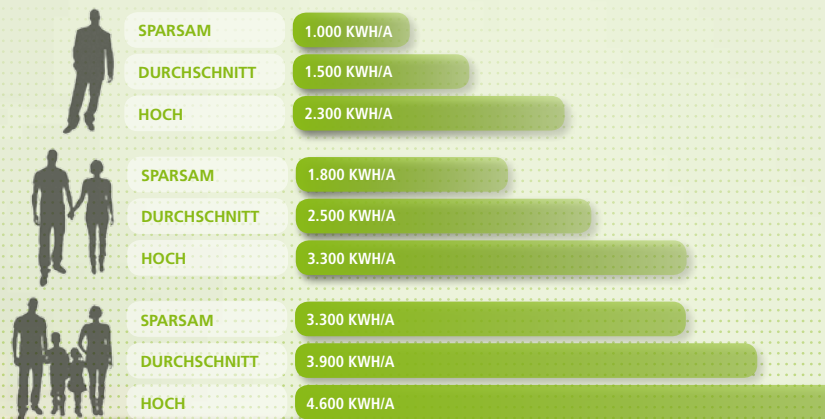 SPARSAM 1.000 KWH/A
DURCHSCHNITT 1.500 KWH/A
HOCH 2.300 KWH/A
SPARSAM 1.800 KWH/A
DURCHSCHNITT 2.500 KWH/A
HOCH 3.300 KWH/A
SPARSAM 3.300 KWH/A
DURCHSCHNITT 3.900 KWH/A
HOCH 4.600 KWH/A